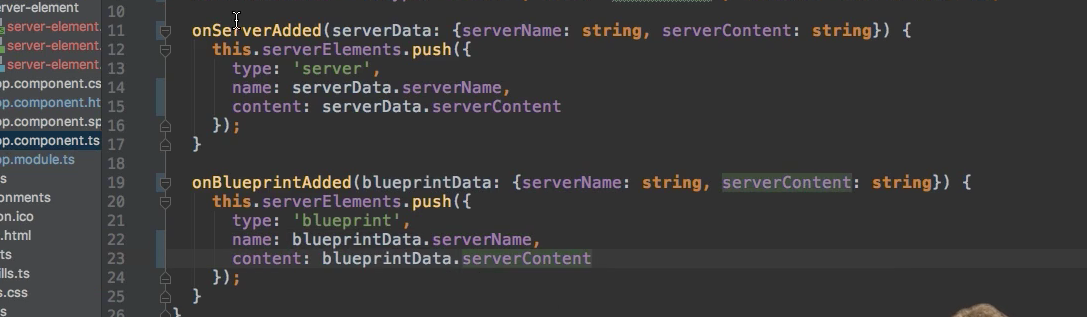 erver-element
server-element.
server-element.
server-element.
pp.component.cs
pp.component.ht
pp.component.sp
pp.component.ts
pp.module.ts
s
onments
on.ico
.html
ts
ills.ts
s.css
s
10
11 onServerAdded(serverData: {serverName: string, serverContent: string}) {
12 this.serverElements.push({
13 type: 'server',
14 name: serverData.serverName,
15 content: serverData.serverContent
16 });
17 }
18
19 onBlueprintAdded(blueprintData: {serverName: string, serverContent: string}) {
20 this.serverElements.push({
21 type: 'blueprint',
22 name: blueprintData.serverName,
23 content: blueprintData.serverContent
24 });
25 }
26 }